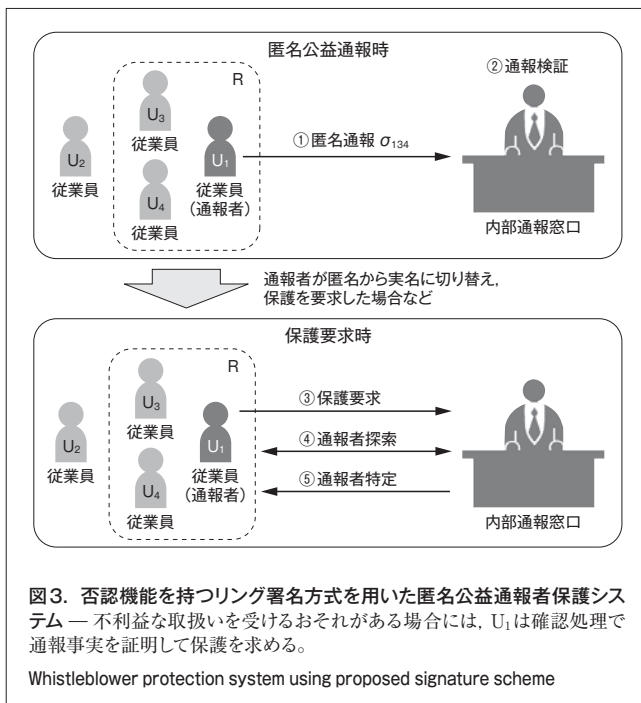 匿名公益通報時
②通報検証
R
U₃
従業員
U₂
従業員
U₁
従業員
(通報者)
U₄
従業員
①匿名通報 σ₁₃₄
内部通報窓口
通報者が匿名から実名に切り替え,
保護を要求した場合など
保護要求時
R
U₃
従業員
U₂
従業員
U₁
従業員
(通報者)
U₄
従業員
③保護要求
④通報者探索
⑤通報者特定
内部通報窓口
図3. 否認機能を持つリング署名方式を用いた匿名公益通報者保護シス
テム — 不利益な取扱いを受けるおそれがある場合には, U₁は確認処理で
通報事実を証明して保護を求める。
Whistleblower protection system using proposed signature scheme